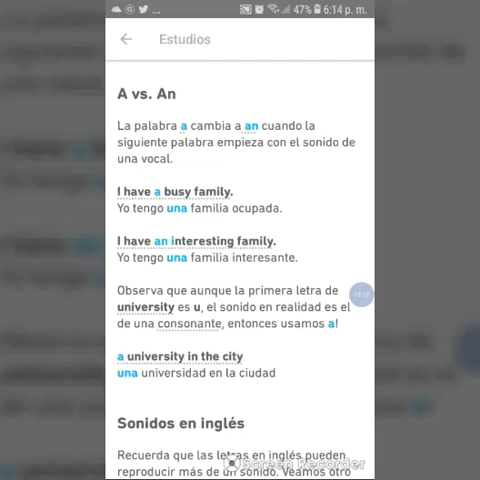 47% 6:14 p. m.
Estudios
A vs. An
La palabra a cambia a an cuando la
siguiente palabra empieza con el sonido de
una vocal.
I have a busy family.
Yo tengo una familia ocupada.
I have an interesting family.
Yo tengo una familia interesante.
Observa que aunque la primera letra de
university es u, el sonido en realidad es el
de una consonante, entonces usamos a!
a university in the city
una universidad en la ciudad
Sonidos en inglés
Recuerda que las letras en inglés pueden
reproducir más de un sonido. Veamos otro
Screen Recorder